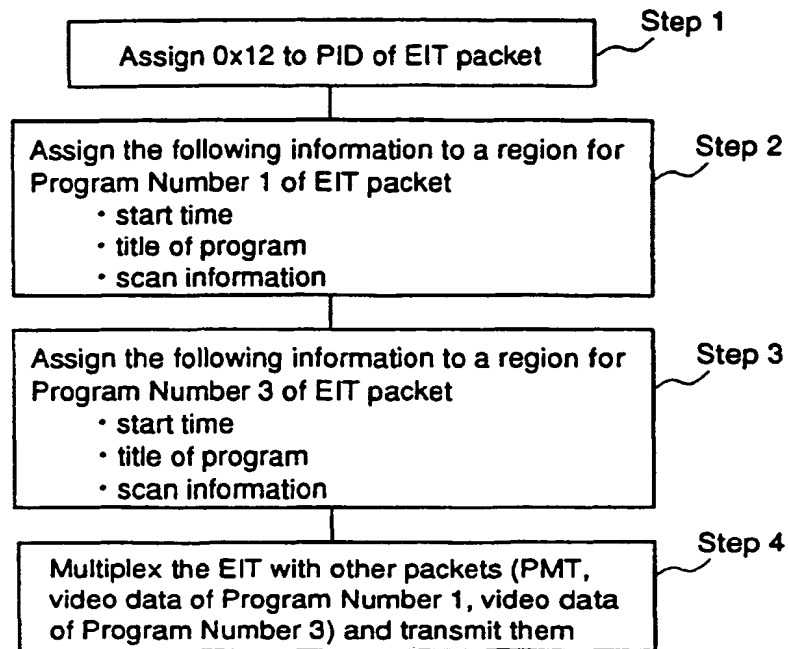 Step 1
Assign 0x12 to PID of EIT packet
Step 2
Assign the following information to a region for
Program Number 1 of EIT packet
・start time
・title of program
・scan information
Step 3
Assign the following information to a region for
Program Number 3 of EIT packet
・start time
・title of program
・scan information
Step 4
Multiplex the EIT with other packets (PMT,
video data of Program Number 1, video data
of Program Number 3) and transmit them